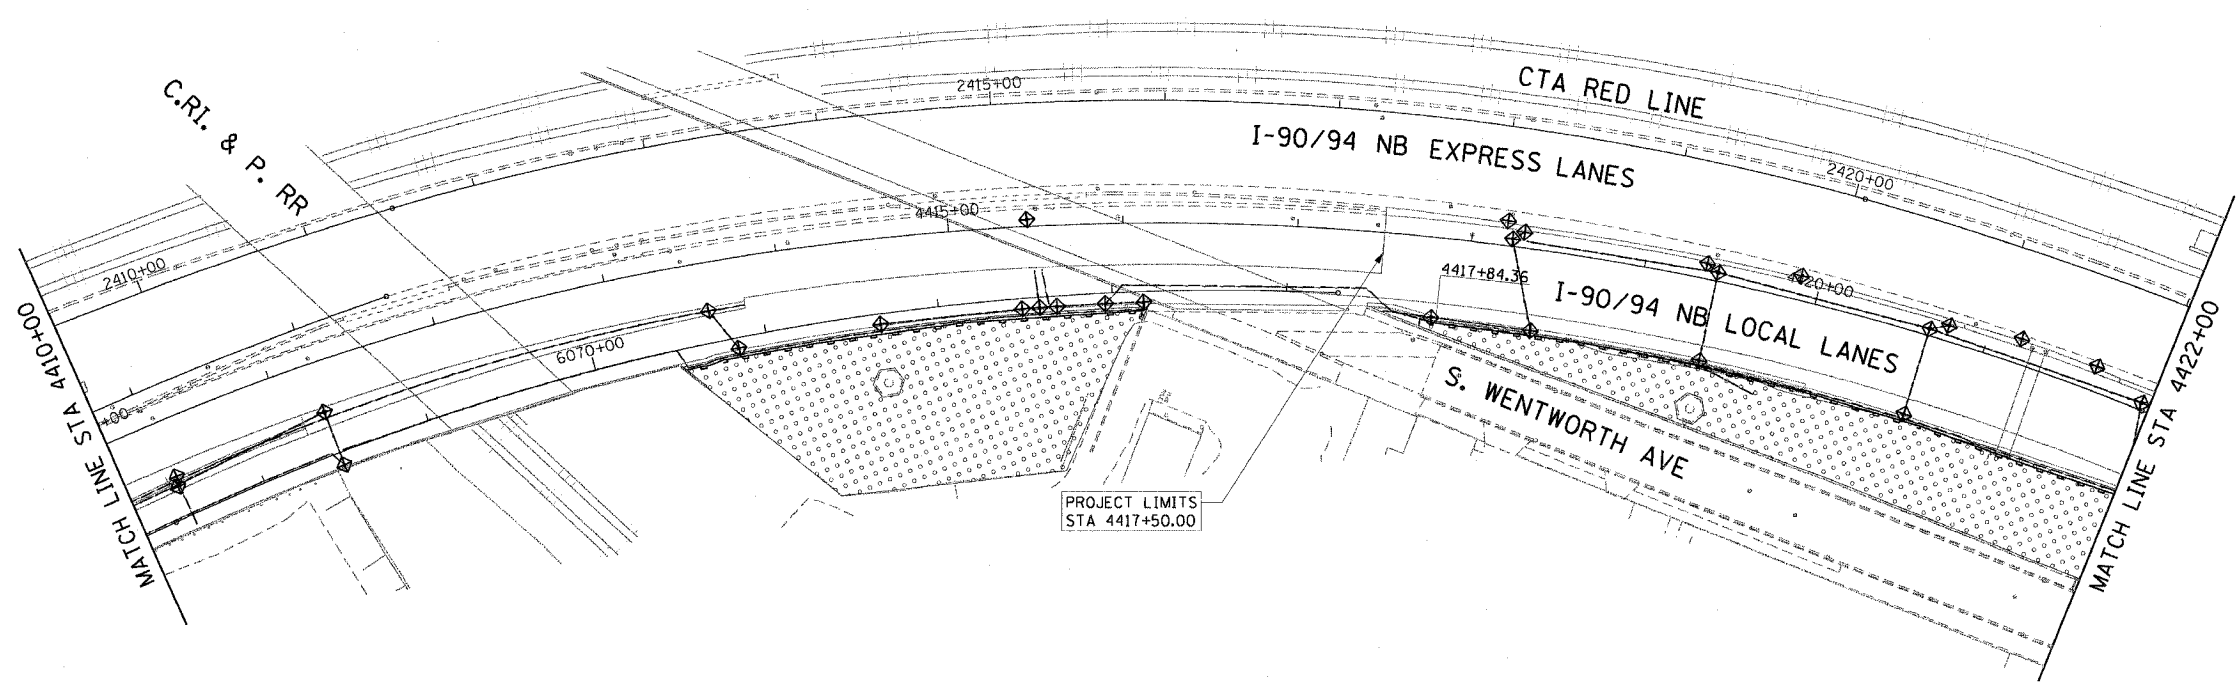 CTA RED LINE
2415+00
C.RI. & P. RR
I-90/94 NB EXPRESS LANES
2420+00
4415+00
2410+00
4417+84.36
4420+00
I-90/94 NB LOCAL LANES
6070+00
S. WENTWORTH AVE
+00
MATCH LINE STA 4410+00
MATCH LINE STA 4422+00
PROJECT LIMITS
STA 4417+50.00